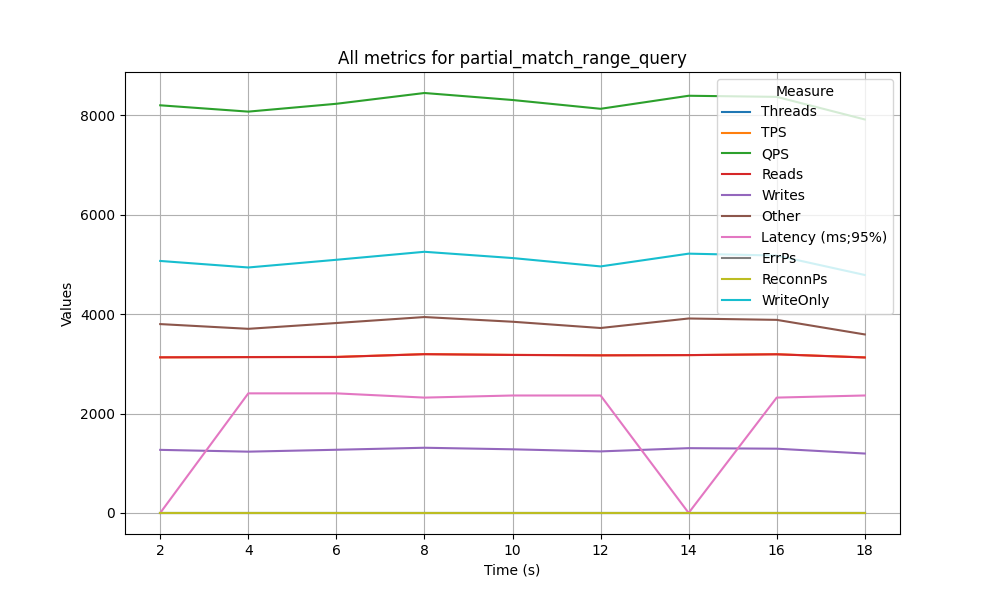 All metrics for partial_match_range_query
Measure
Threads
TPS
QPS
Reads
Writes
Other
Latency (ms;95%)
ErrPs
ReconnPs
WriteOnly
Values
8000
6000
4000
2000
0
2 4 6 8 10 12 14 16 18
Time (s)